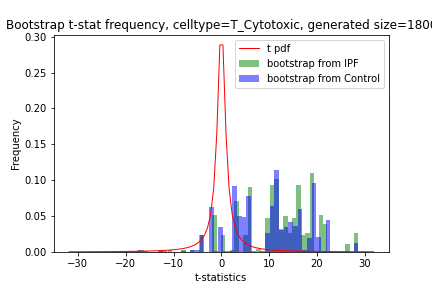 Bootstrap t-stat frequency, celltype=T_Cytotoxic, generated size=1800
0.30
0.25
0.20
0.15
0.10
0.05
0.00
Frequency
t pdf
bootstrap from IPF
bootstrap from Control
−30 −20 −10 0 10 20 30
t-statistics